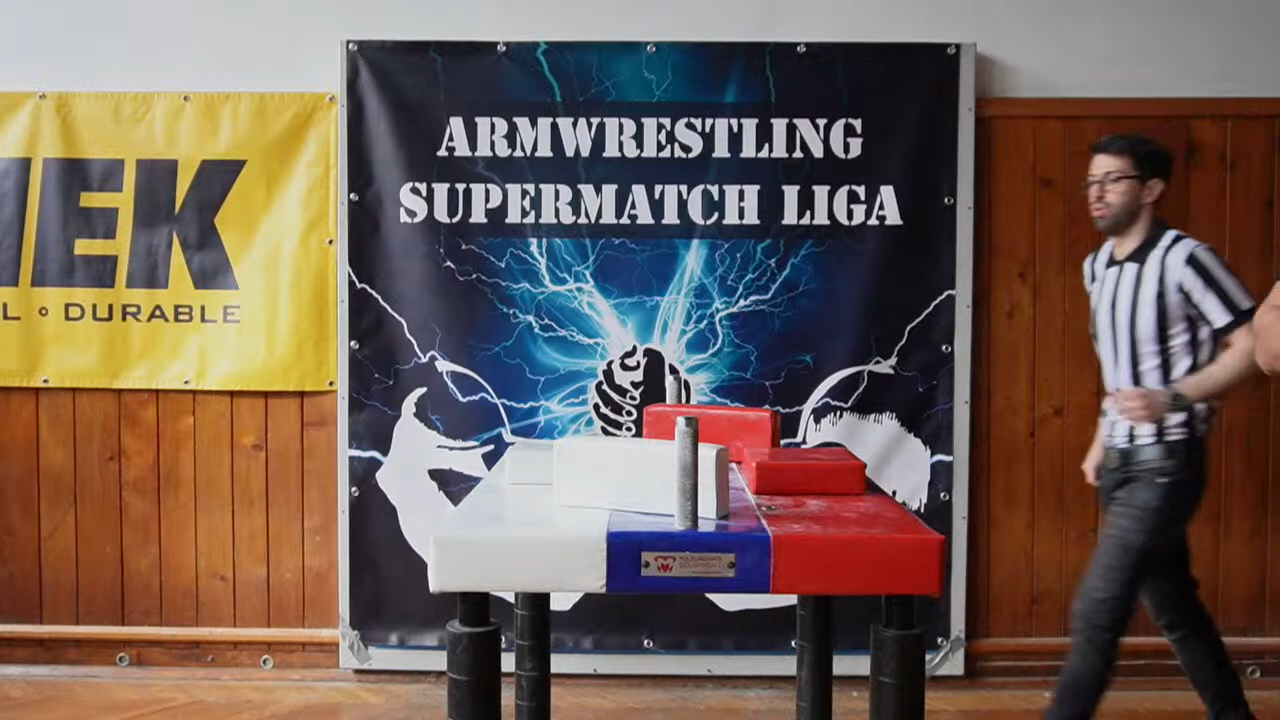 ARMWRESTLING
SUPERMATCH LIGA
EK
L ∘ DURABLE